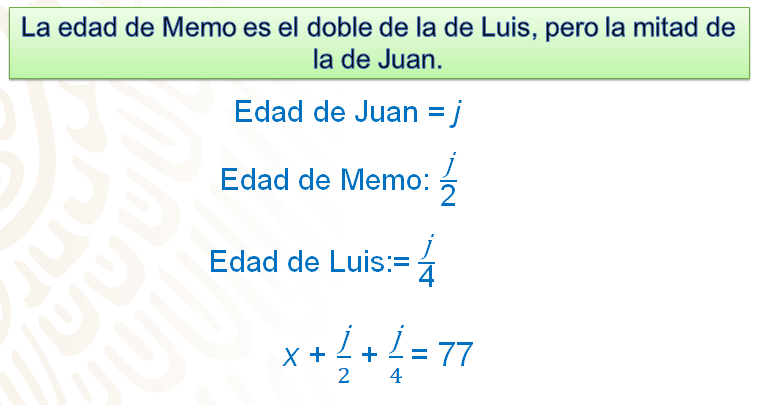 La edad de Memo es el doble de la de Luis, pero la mitad de
la de Juan.
Edad de Juan = j
Edad de Memo: j/2
Edad de Luis:= j/4
x + j/2 + j/4 = 77